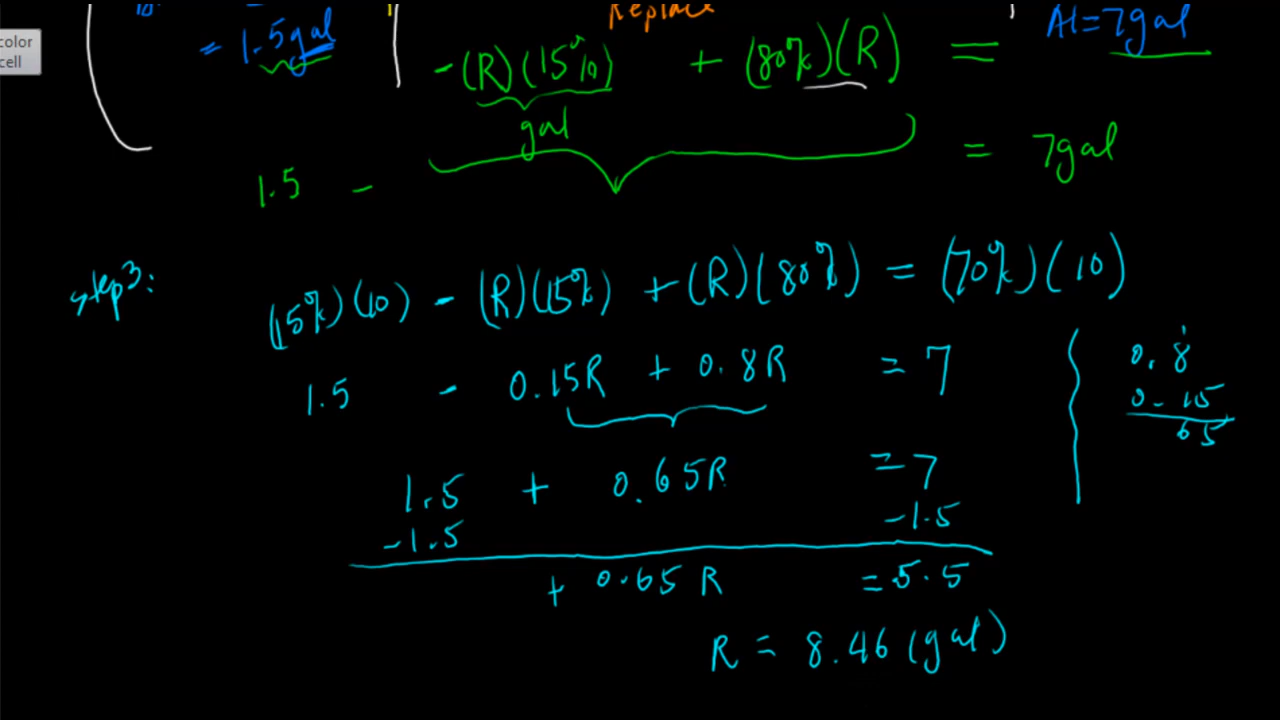 Replace
color
cell
= 1.5gal
-(R)(15%) + (80%)(R) =
Al=7gal
gal
1.5 - = 7gal
step3:
(15%)(10) - (R)(15%) + (R)(80%) = (70%)(10)
1.5 - 0.15R + 0.8R = 7
0.8
0.15
65
1.5 + 0.65R = 7
-1.5 -1.5
+ 0.65 R = 5.5
R = 8.46 (gal)